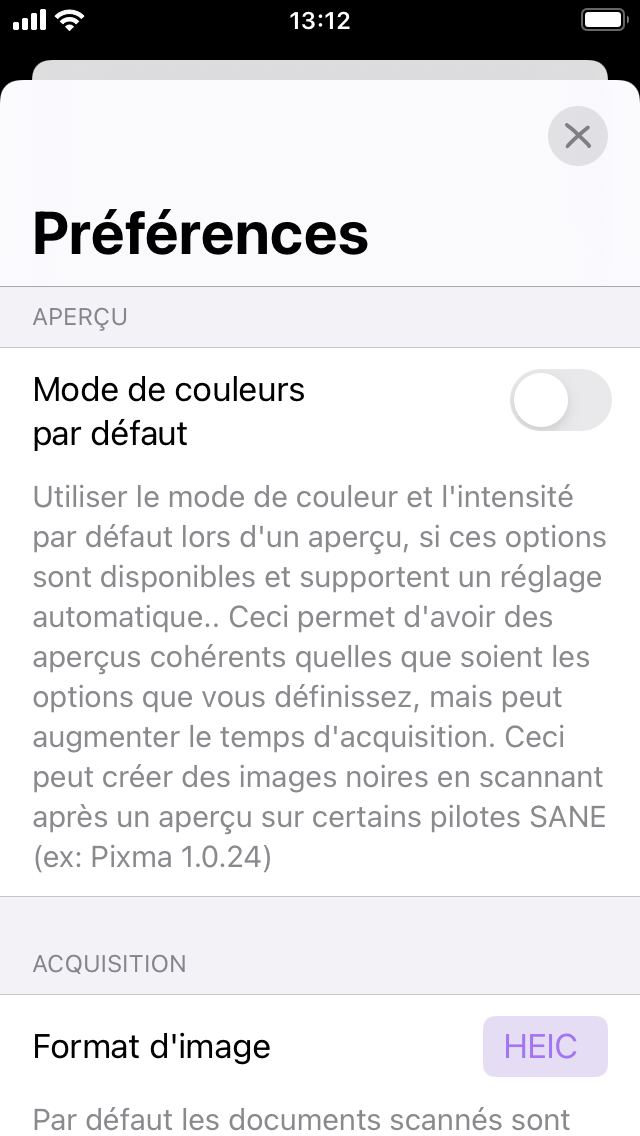 13:12
Préférences
APERÇU
Mode de couleurs
par défaut
Utiliser le mode de couleur et l'intensité
par défaut lors d'un aperçu, si ces options
sont disponibles et supportent un réglage
automatique.. Ceci permet d'avoir des
aperçus cohérents quelles que soient les
options que vous définissez, mais peut
augmenter le temps d'acquisition. Ceci
peut créer des images noires en scannant
après un aperçu sur certains pilotes SANE
(ex: Pixma 1.0.24)
ACQUISITION
Format d'image
HEIC
Par défaut les documents scannés sont